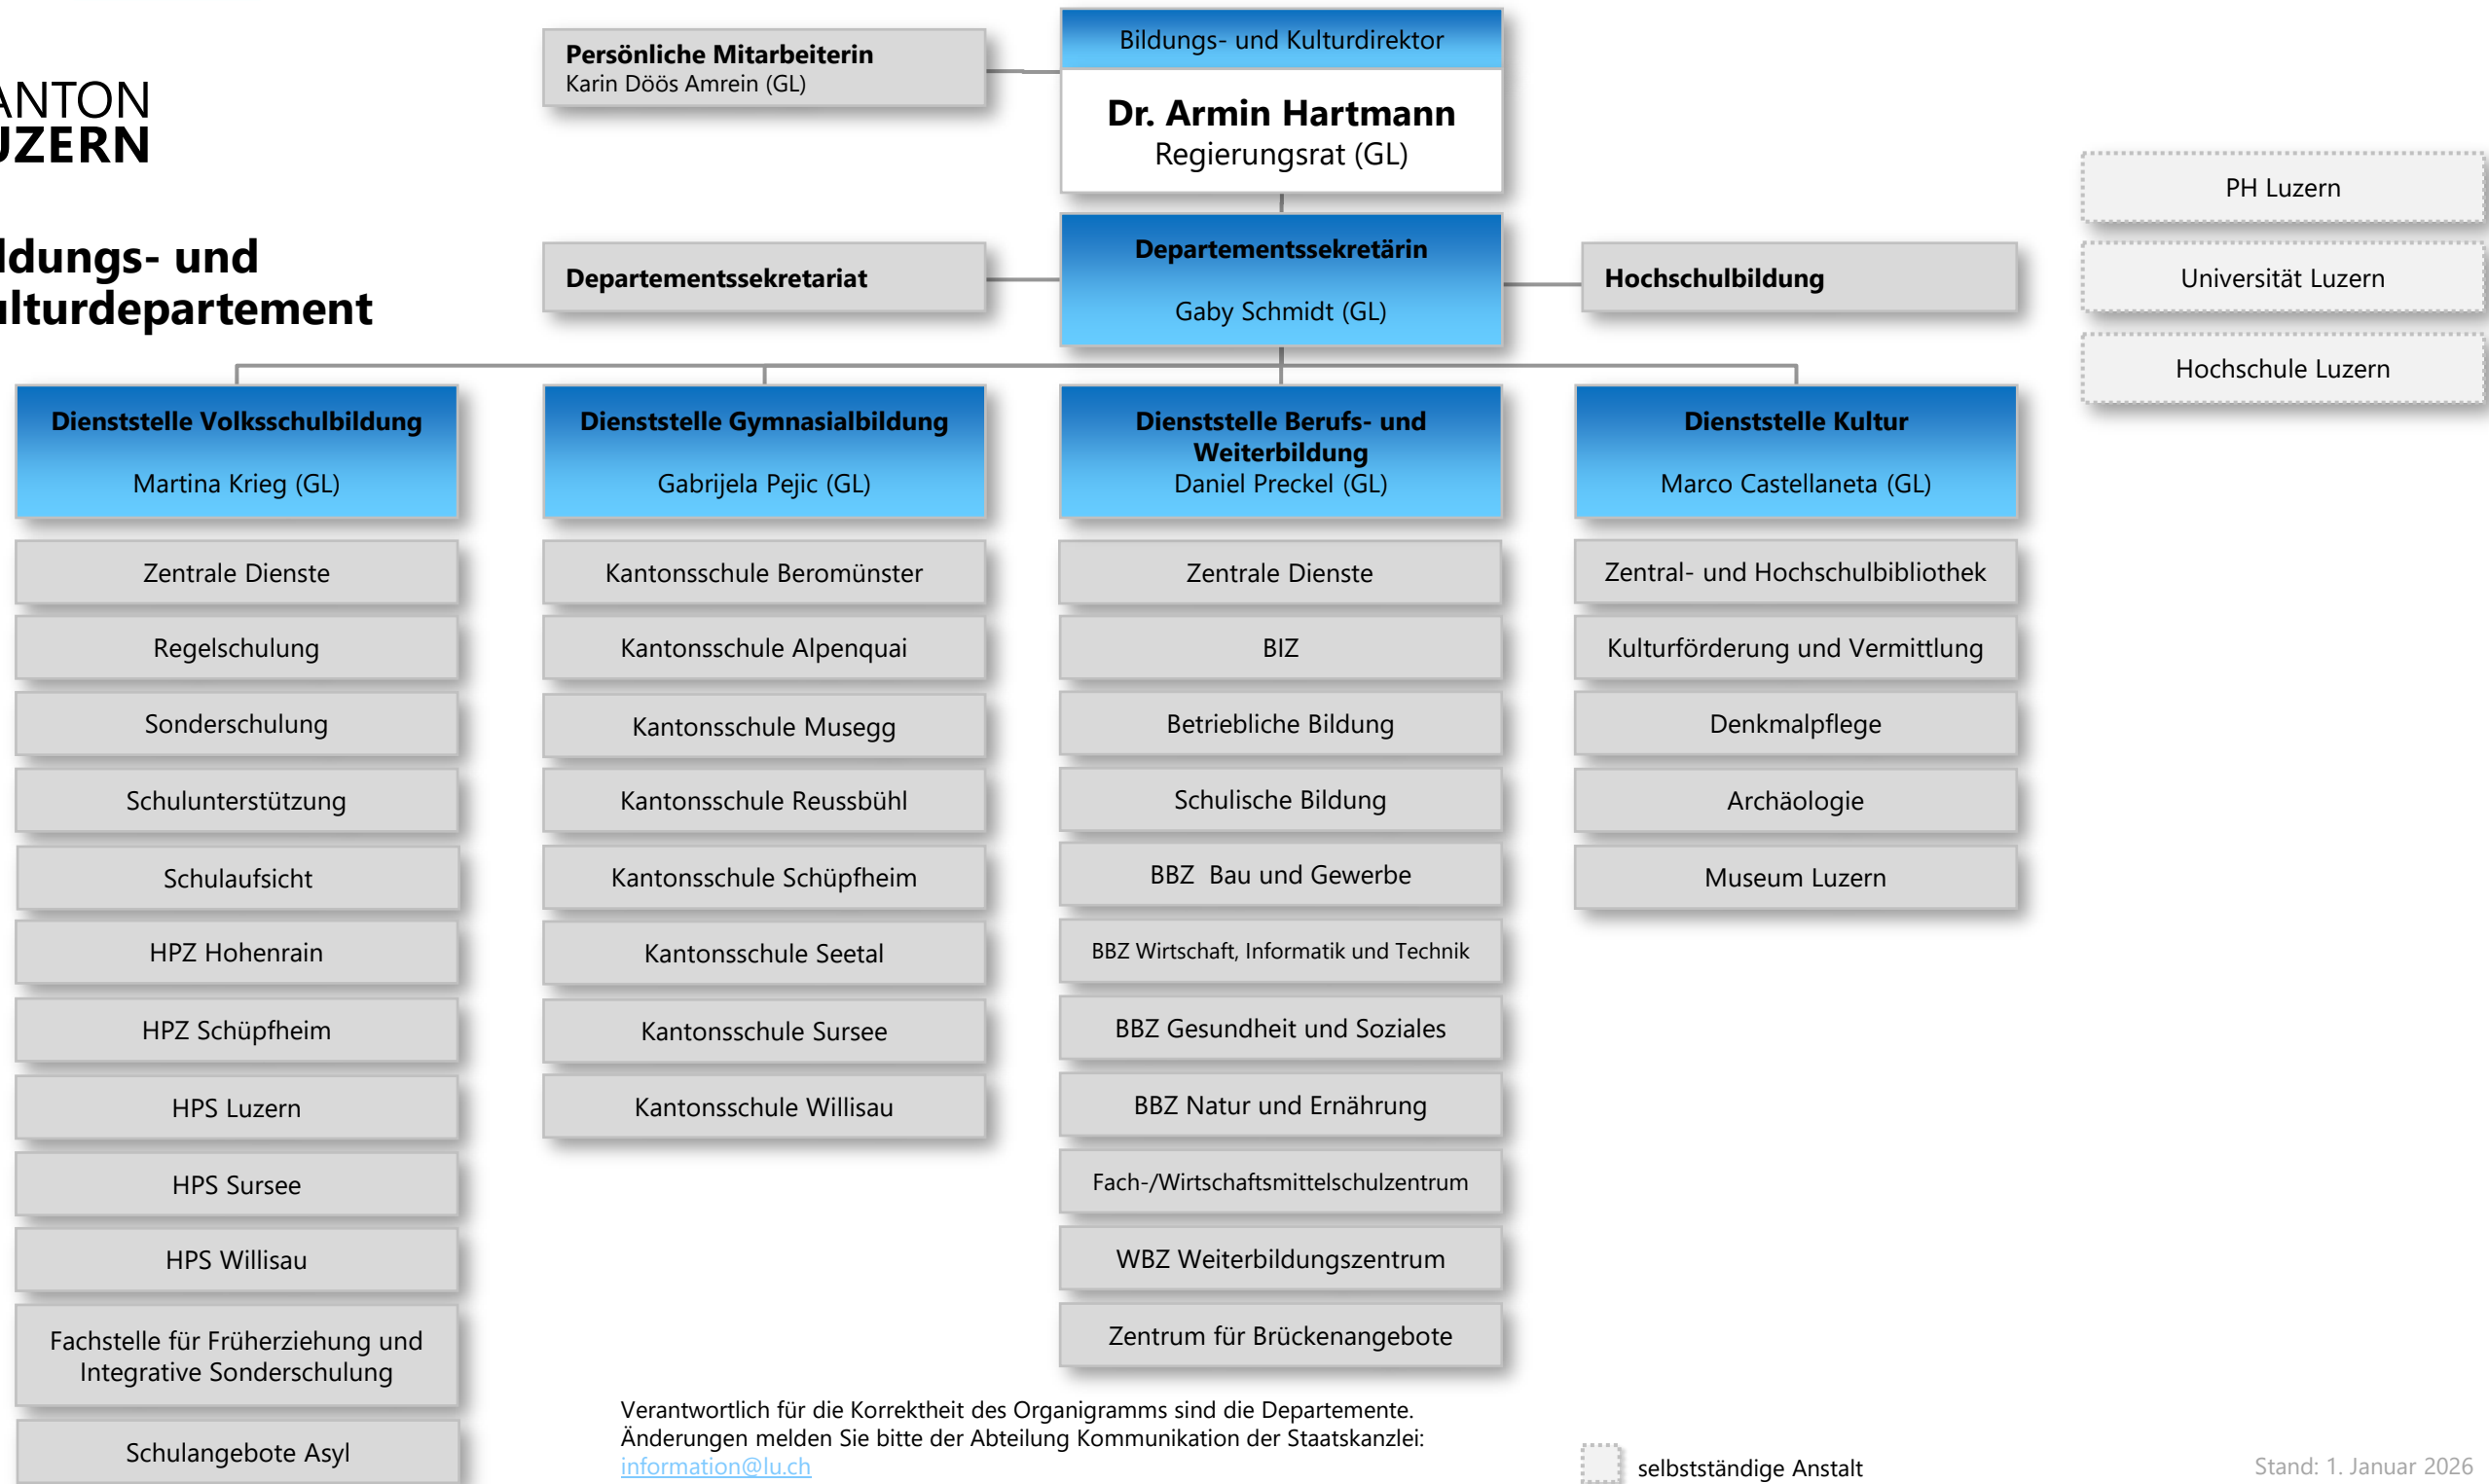 ANTON
UZERN
ldungs- und
ulturdepartement
Persönliche Mitarbeiterin
Karin Döös Amrein (GL)
Bildungs- und Kulturdirektor
Dr. Armin Hartmann
Regierungsrat (GL)
Departementssekretariat
Departementssekretärin
Gaby Schmidt (GL)
Hochschulbildung
PH Luzern
Universität Luzern
Hochschule Luzern
Dienststelle Volksschulbildung
Martina Krieg (GL)
Zentrale Dienste
Regelschulung
Sonderschulung
Schulunterstützung
Schulaufsicht
HPZ Hohenrain
HPZ Schüpfheim
HPS Luzern
HPS Sursee
HPS Willisau
Fachstelle für Früherziehung und
Integrative Sonderschulung
Schulangebote Asyl
Dienststelle Gymnasialbildung
Gabrijela Pejic (GL)
Kantonsschule Beromünster
Kantonsschule Alpenquai
Kantonsschule Musegg
Kantonsschule Reussbühl
Kantonsschule Schüpfheim
Kantonsschule Seetal
Kantonsschule Sursee
Kantonsschule Willisau
Dienststelle Berufs- und
Weiterbildung
Daniel Preckel (GL)
Zentrale Dienste
BIZ
Betriebliche Bildung
Schulische Bildung
BBZ Bau und Gewerbe
BBZ Wirtschaft, Informatik und Technik
BBZ Gesundheit und Soziales
BBZ Natur und Ernährung
Fach-/Wirtschaftsmittelschulzentrum
WBZ Weiterbildungszentrum
Zentrum für Brückenangebote
Dienststelle Kultur
Marco Castellaneta (GL)
Zentral- und Hochschulbibliothek
Kulturförderung und Vermittlung
Denkmalpflege
Archäologie
Museum Luzern
Verantwortlich für die Korrektheit des Organigramms sind die Departemente.
Änderungen melden Sie bitte der Abteilung Kommunikation der Staatskanzlei:
information@lu.ch
selbstständige Anstalt
Stand: 1. Januar 2026